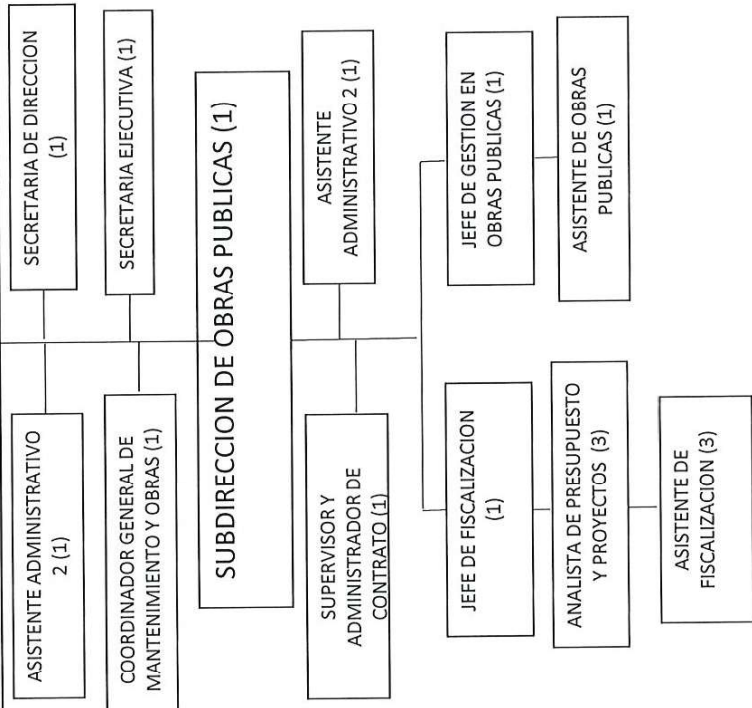 ASISTENTE ADMINISTRATIVO
2 (1)
SECRETARIA DE DIRECCION
(1)
COORDINADOR GENERAL DE
MANTENIMIENTO Y OBRAS (1)
SECRETARIA EJECUTIVA (1)
SUBDIRECCION DE OBRAS PUBLICAS (1)
SUPERVISOR Y
ADMINISTRADOR DE
CONTRATO (1)
ASISTENTE
ADMINISTRATIVO 2 (1)
JEFE DE FISCALIZACION
(1)
JEFE DE GESTION EN
OBRAS PUBLICAS (1)
ANALISTA DE PRESUPUESTO
Y PROYECTOS (3)
ASISTENTE DE OBRAS
PUBLICAS (1)
ASISTENTE DE
FISCALIZACION (3)